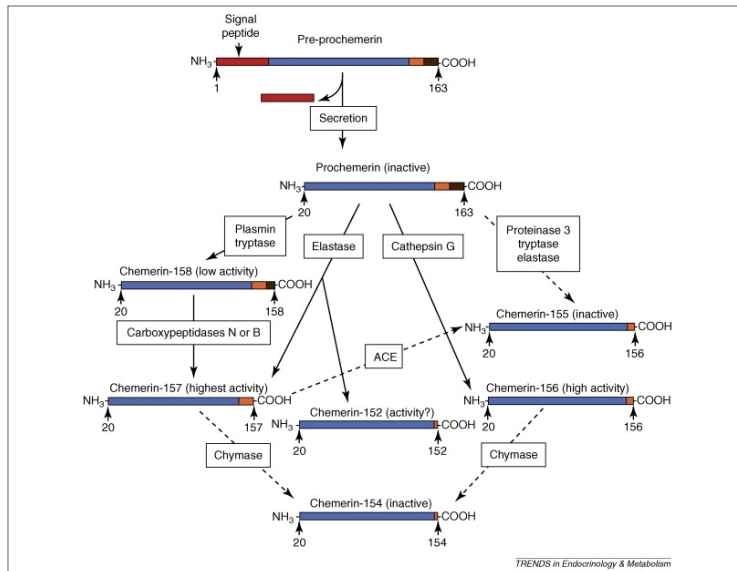 Signal
peptide
Pre-prochemerin
NH3 COOH
1 163
Secretion
Prochemerin (inactive)
NH3 COOH
20 163
Plasmin
tryptase
Elastase
Cathepsin G
Proteinase 3
tryptase
elastase
Chemerin-158 (low activity)
NH3 COOH
20 158
Carboxypeptidases N or B
Chemerin-155 (inactive)
NH3 COOH
20 156
ACE
Chemerin-157 (highest activity)
NH3 COOH
20 157
Chemerin-152 (activity?)
NH3 COOH
20 152
Chemerin-156 (high activity)
NH3 COOH
20 156
Chymase
Chymase
Chemerin-154 (inactive)
NH3 COOH
20 154
TRENDS in Endocrinology & Metabolism